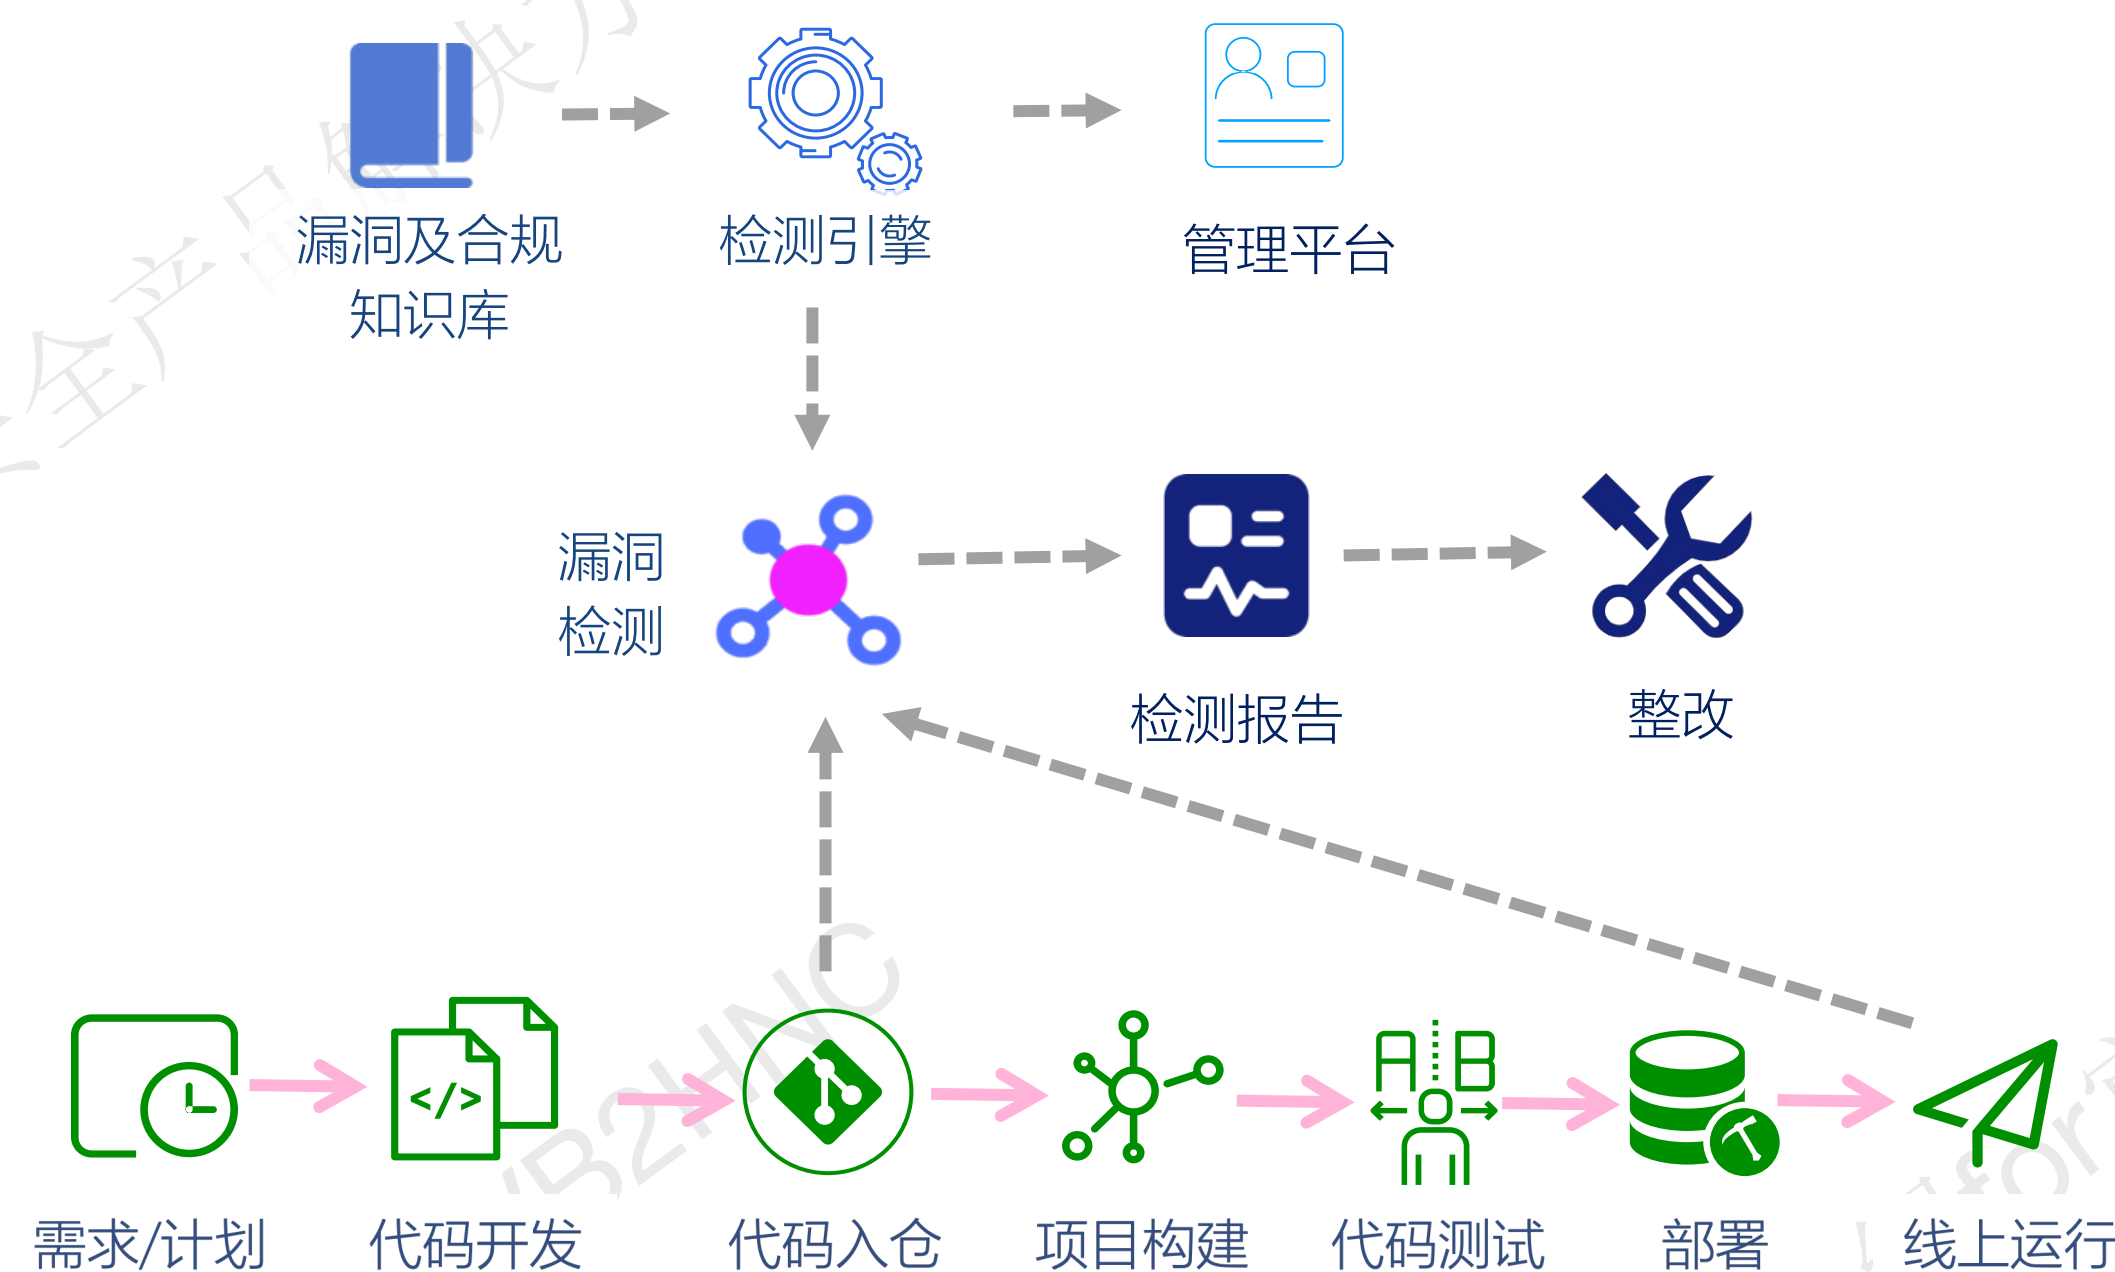 漏洞及合规
知识库
检测引擎
管理平台
漏洞
检测
检测报告
整改
</>
A B
需求/计划
代码开发
代码入仓
项目构建
代码测试
部署
线上运行